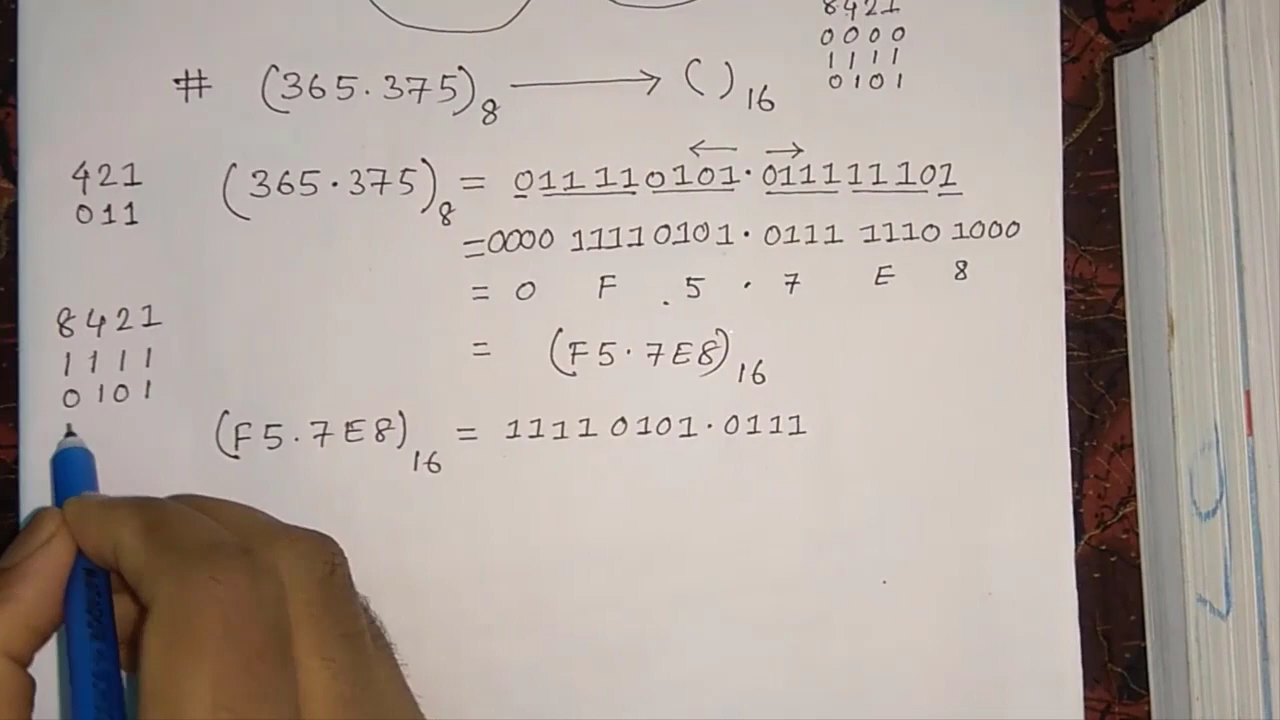 8421
0000
1111
0101
# (365.375)8 ⟶ ( )16
421
011
(365.375)8 = 011110101.011111101
← →
=0000 11110101.0111 1110 1000
= 0 F .5 . 7 E 8
= (F5.7E8)16
8421
1111
0101
(F5.7E8)16 = 11110101.0111